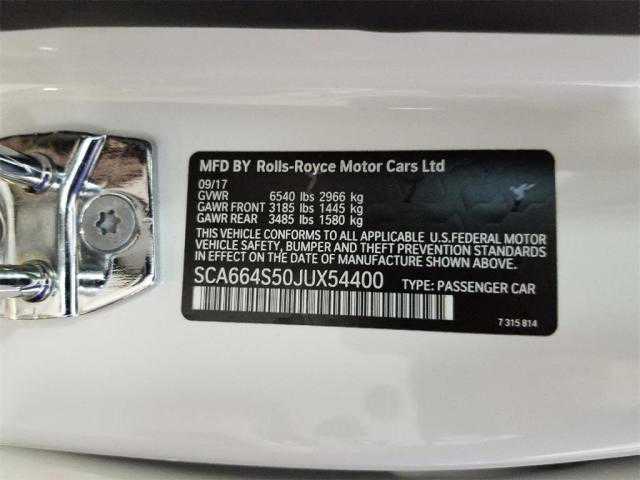 MFD BY Rolls-Royce Motor Cars Ltd
09/17
GVWR 6540 lbs 2966 kg
GAWR FRONT 3185 lbs 1445 kg
GAWR REAR 3485 lbs 1580 kg
THIS VEHICLE CONFORMS TO ALL APPLICABLE U.S.FEDERAL MOTOR
VEHICLE SAFETY, BUMPER AND THEFT PREVENTION STANDARDS
IN EFFECT ON THE DATE OF MANUFACTURE SHOWN ABOVE.
SCA664S50JUX54400 TYPE: PASSENGER CAR
7 315 814